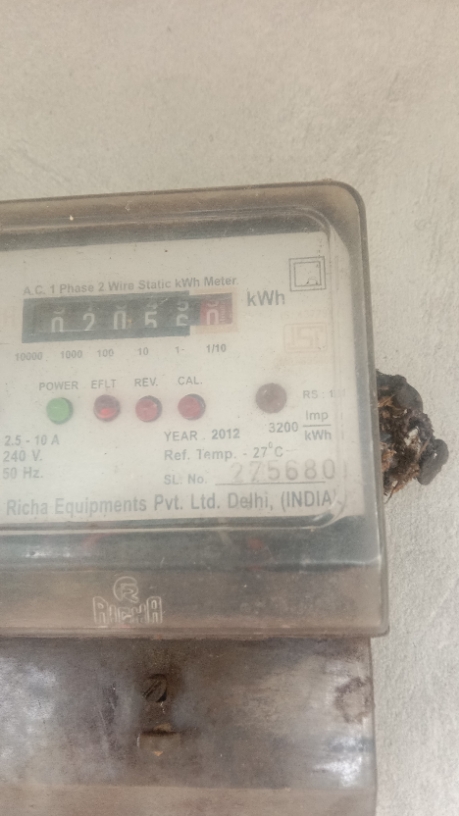 A.C. 1 Phase 2 Wire Static kWh Meter
kWh
10000 1000 100 10 1 1/10
POWER EFLT REV. CAL.
2.5 - 10 A
240 V.
50 Hz.
YEAR . 2012
Ref. Temp. - 27°C
3200 Imp/kWh
SL. No. 275680
Richa Equipments Pvt. Ltd. Delhi, (INDIA)
RICHA